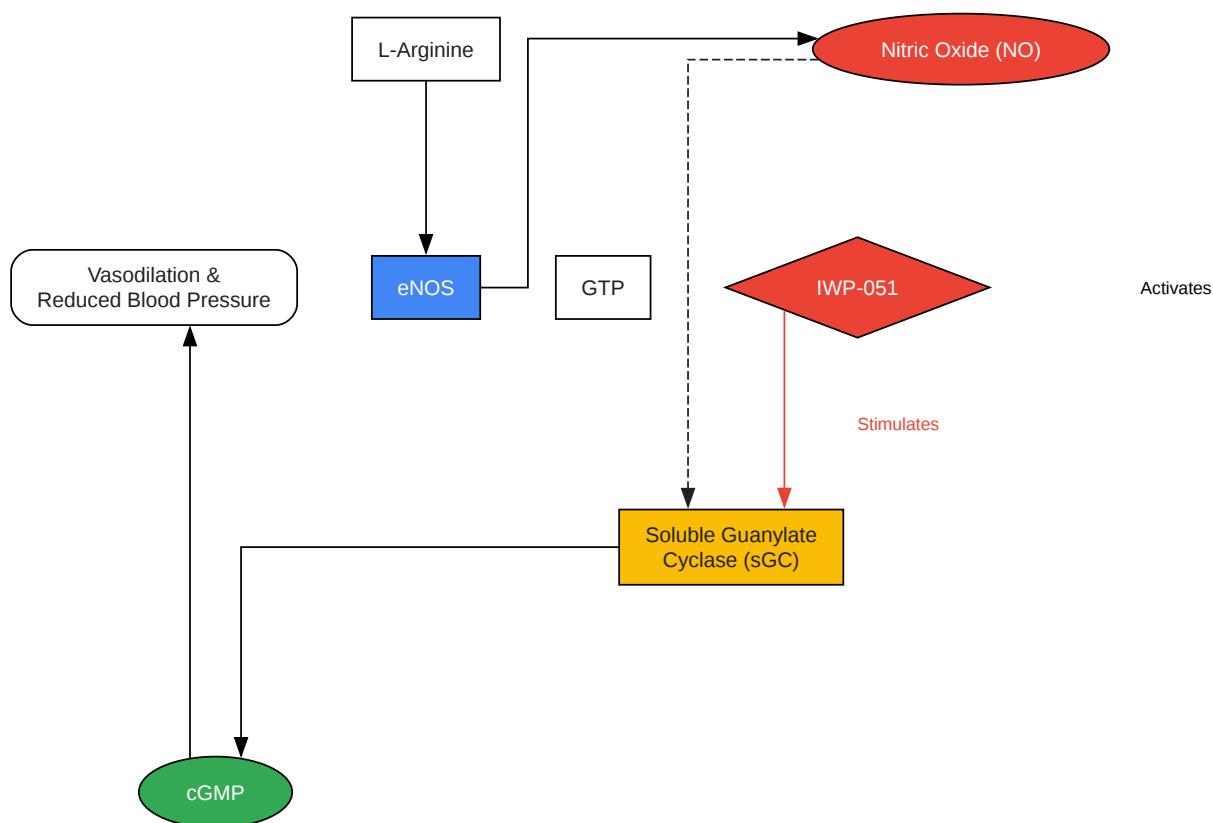 L-Arginine
Nitric Oxide (NO)
Vasodilation &
Reduced Blood Pressure
eNOS
GTP
IWP-051
Activates
Stimulates
Soluble Guanylate
Cyclase (sGC)
cGMP